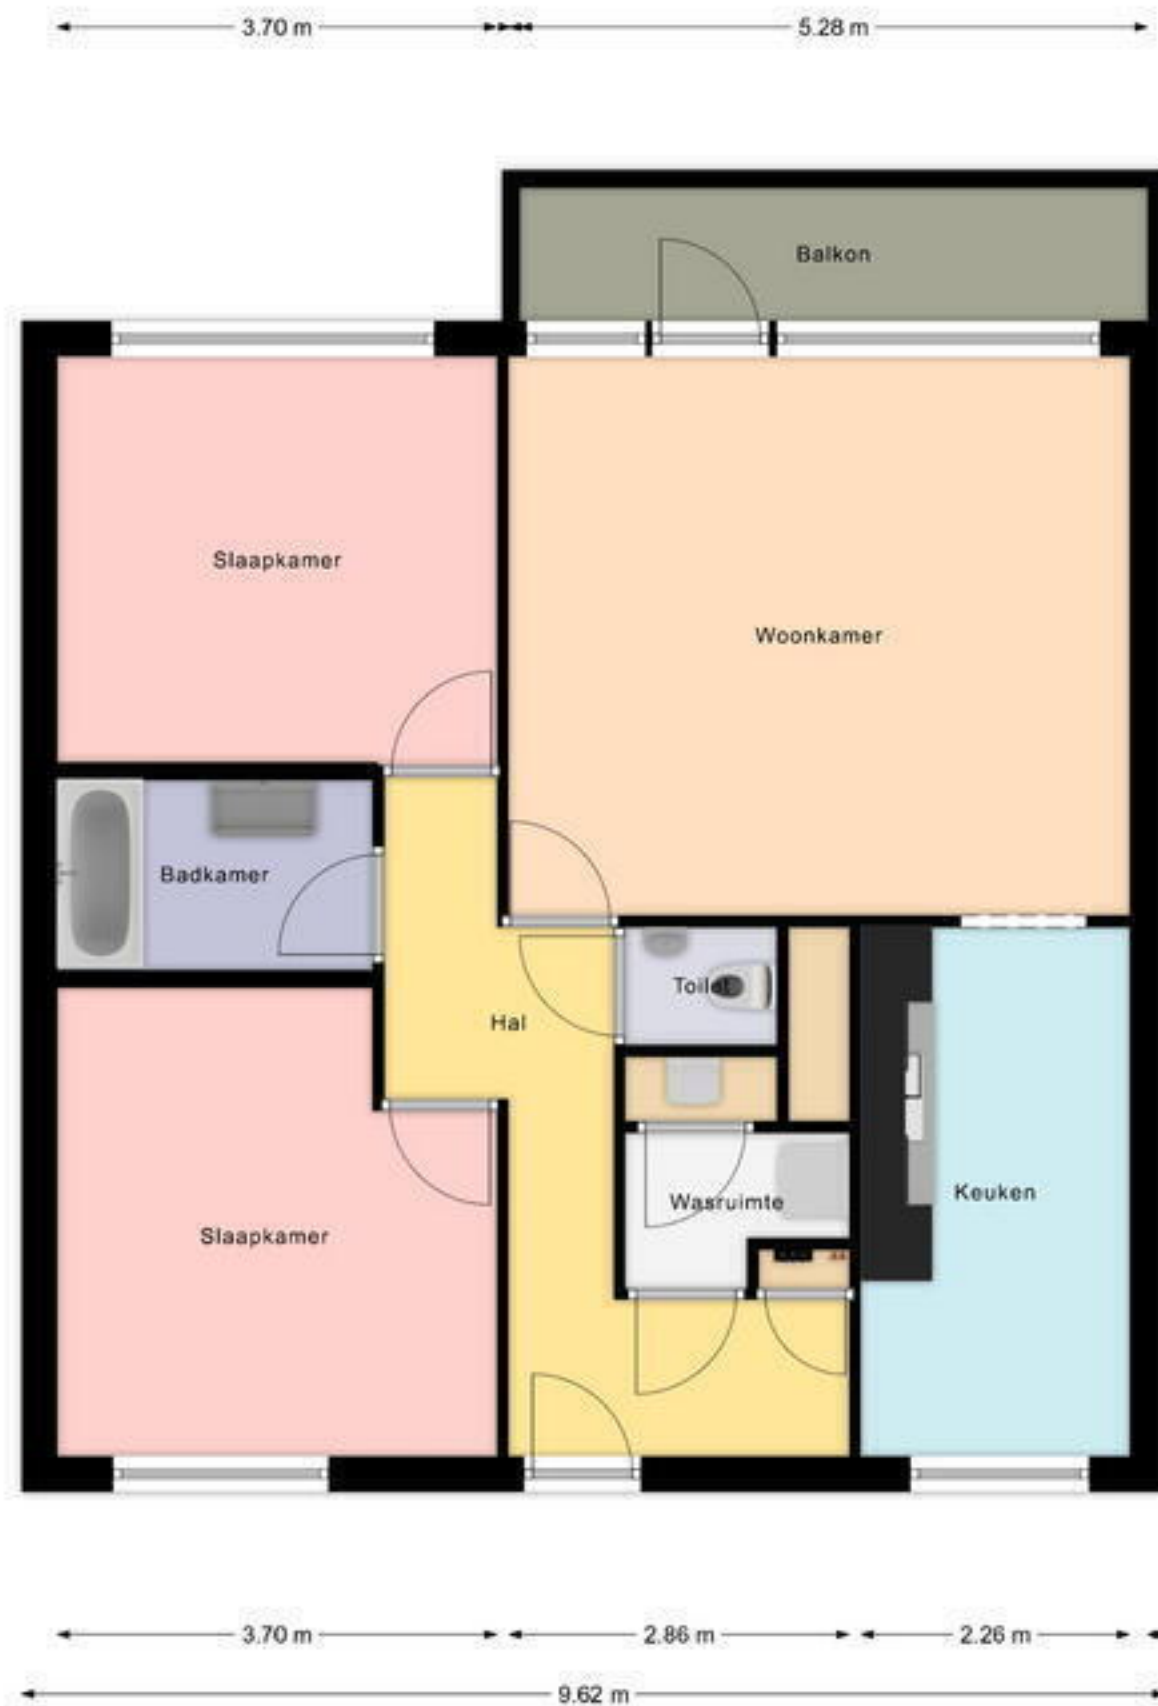 3.70 m 5.28 m
Balkon
Slaapkamer
Woonkamer
Badkamer
Toilet
Hal
Wasruimte
Keuken
Slaapkamer
3.70 m 2.86 m 2.26 m
9.62 m